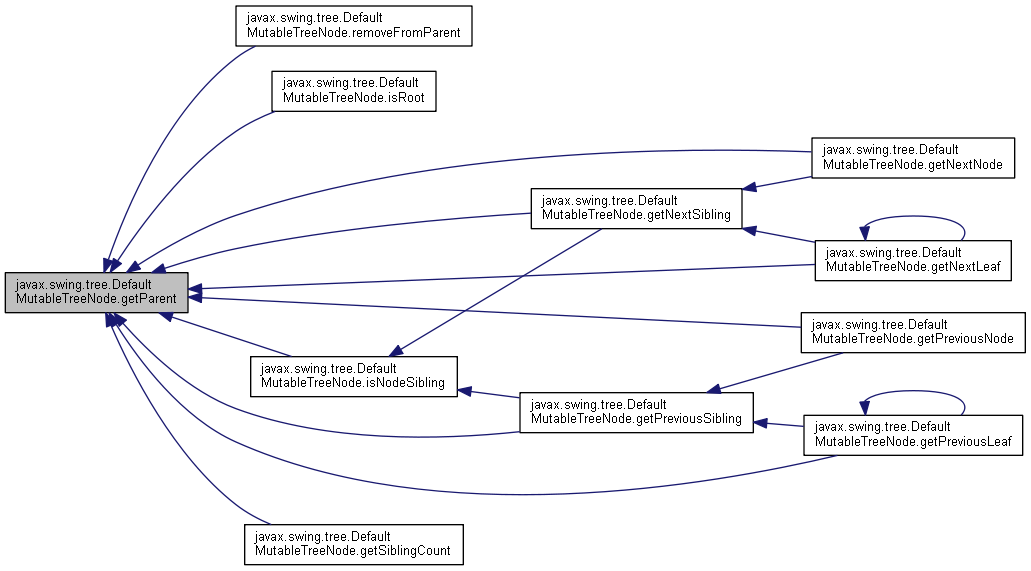 javax.swing.tree.Default
MutableTreeNode.removeFromParent
javax.swing.tree.Default
MutableTreeNode.isRoot
javax.swing.tree.Default
MutableTreeNode.getNextNode
javax.swing.tree.Default
MutableTreeNode.getNextSibling
javax.swing.tree.Default
MutableTreeNode.getNextLeaf
javax.swing.tree.Default
MutableTreeNode.getParent
javax.swing.tree.Default
MutableTreeNode.getPreviousNode
javax.swing.tree.Default
MutableTreeNode.isNodeSibling
javax.swing.tree.Default
MutableTreeNode.getPreviousSibling
javax.swing.tree.Default
MutableTreeNode.getPreviousLeaf
javax.swing.tree.Default
MutableTreeNode.getSiblingCount